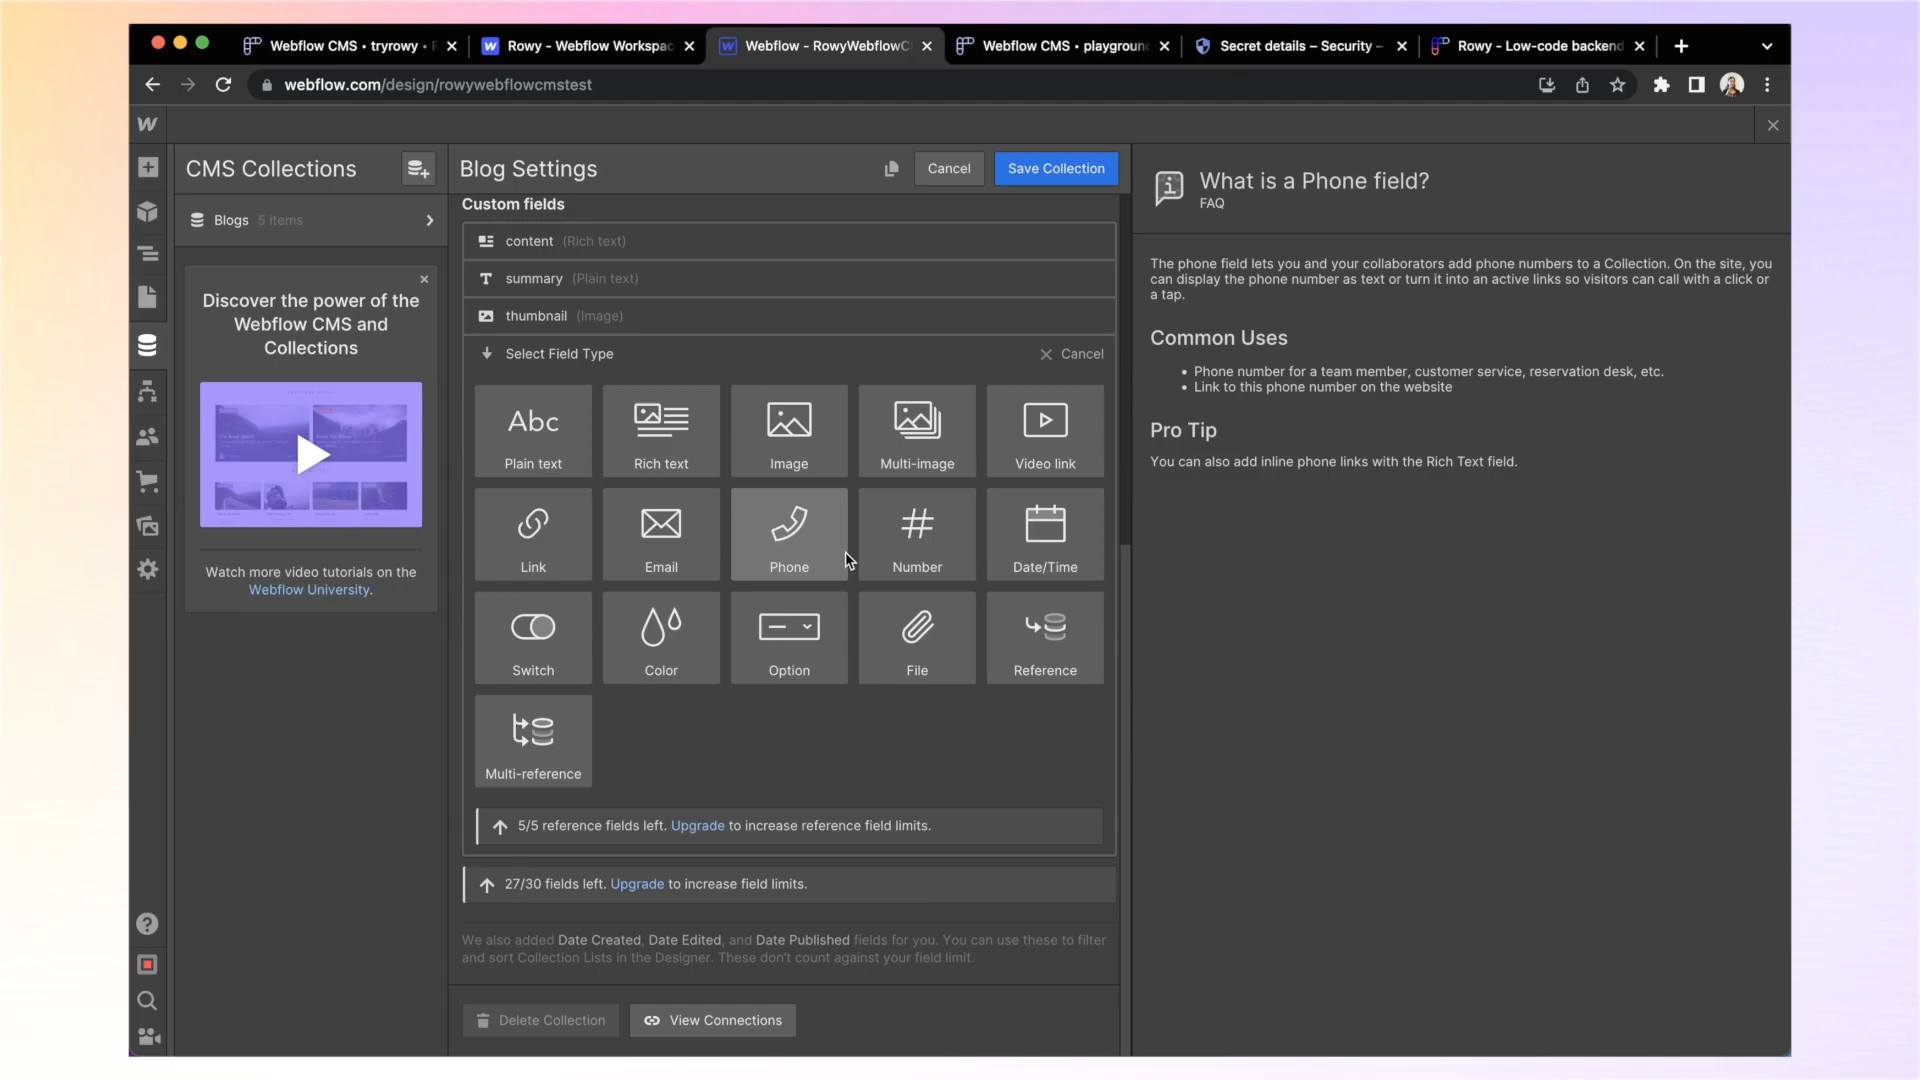 Webflow CMS • tryrowy •
Rowy - Webflow Workspac
Webflow - RowyWebflowC
Webflow CMS • playgroun
Secret details – Security –
Rowy - Low-code backend
webflow.com/design/rowywebflowcmstest
CMS Collections
Blogs 5 items
Discover the power of the
Webflow CMS and
Collections
Watch more video tutorials on the
Webflow University.
Blog Settings
Cancel
Save Collection
Custom fields
content (Rich text)
summary (Plain text)
thumbnail (Image)
Select Field Type
Cancel
Abc
Plain text
Rich text
Image
Multi-image
Video link
Link
Email
Phone
Number
Date/Time
Switch
Color
Option
File
Reference
Multi-reference
5/5 reference fields left. Upgrade to increase reference field limits.
27/30 fields left. Upgrade to increase field limits.
We also added Date Created, Date Edited, and Date Published fields for you. You can use these to filter
and sort Collection Lists in the Designer. These don't count against your field limit.
Delete Collection
View Connections
What is a Phone field?
FAQ
The phone field lets you and your collaborators add phone numbers to a Collection. On the site, you
can display the phone number as text or turn it into an active links so visitors can call with a click or
a tap.
Common Uses
• Phone number for a team member, customer service, reservation desk, etc.
• Link to this phone number on the website
Pro Tip
You can also add inline phone links with the Rich Text field.